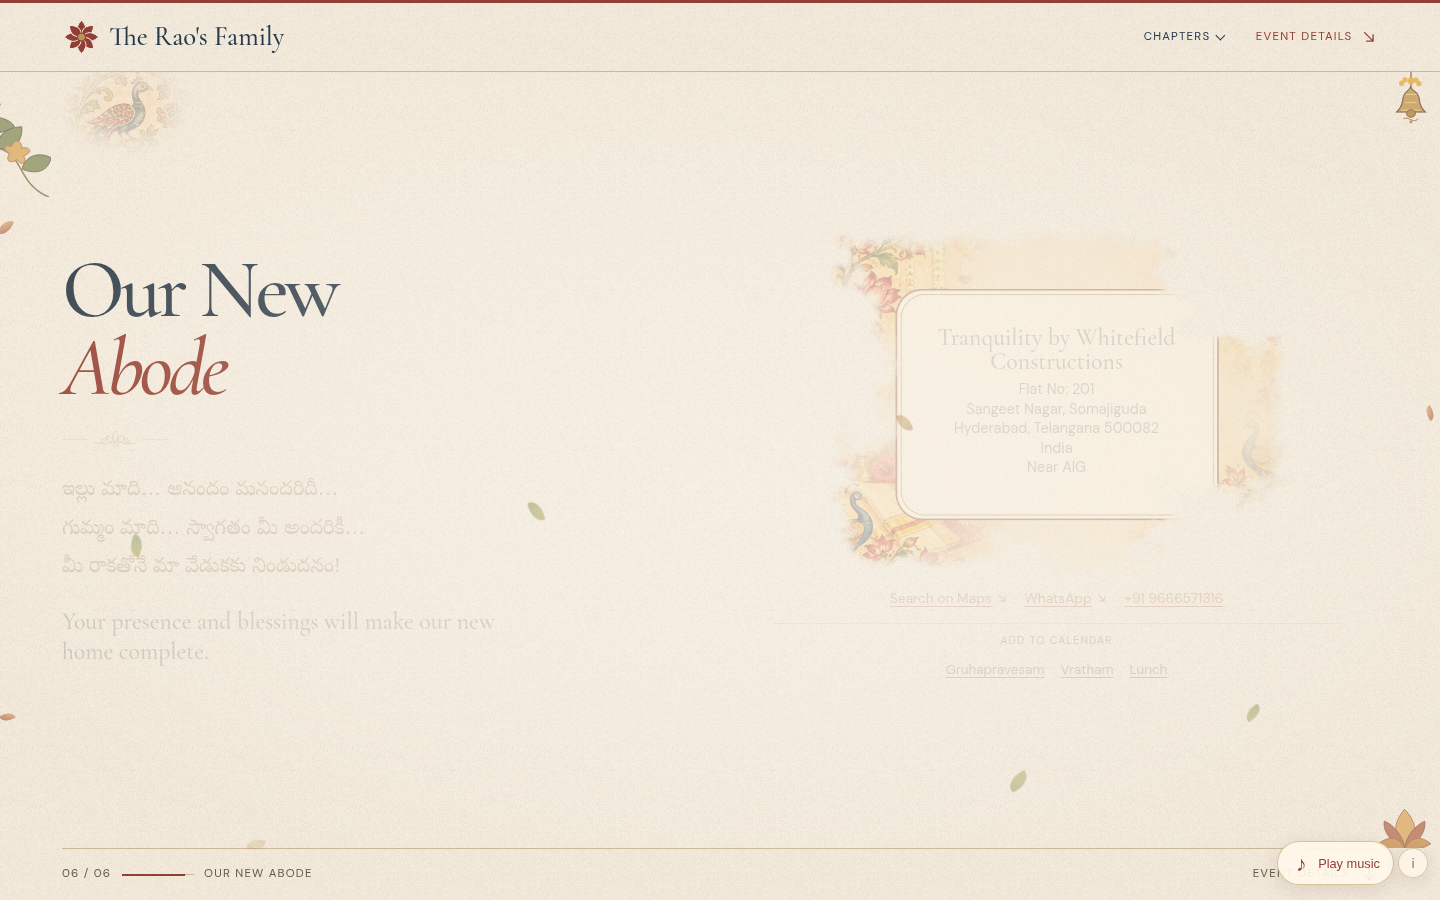 The Rao's Family
CHAPTERS
EVENT DETAILS
Our New
Abode
ఇల్లు మాది... ఆనందం మనందరిదీ...
గుమ్మం మాది... స్వాగతం మీ అందరికీ...
మీ రాకతోనే మా వేడుకకు నిండుదనం!
Your presence and blessings will make our new
home complete.
Tranquility by Whitefield
Constructions
Flat No: 201
Sangeet Nagar, Somajiguda
Hyderabad, Telangana 500082
India
Near AIG
Search on Maps
WhatsApp
+91 9666571316
ADD TO CALENDAR
Gruhapravesam
Vratham
Lunch
06 / 06
OUR NEW ABODE
♪ Play music
i